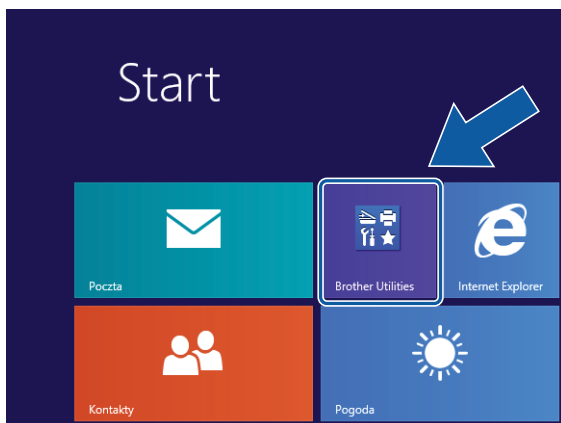 Start
Poczta
Brother Utilities
Internet Explorer
Kontakty
Pogoda